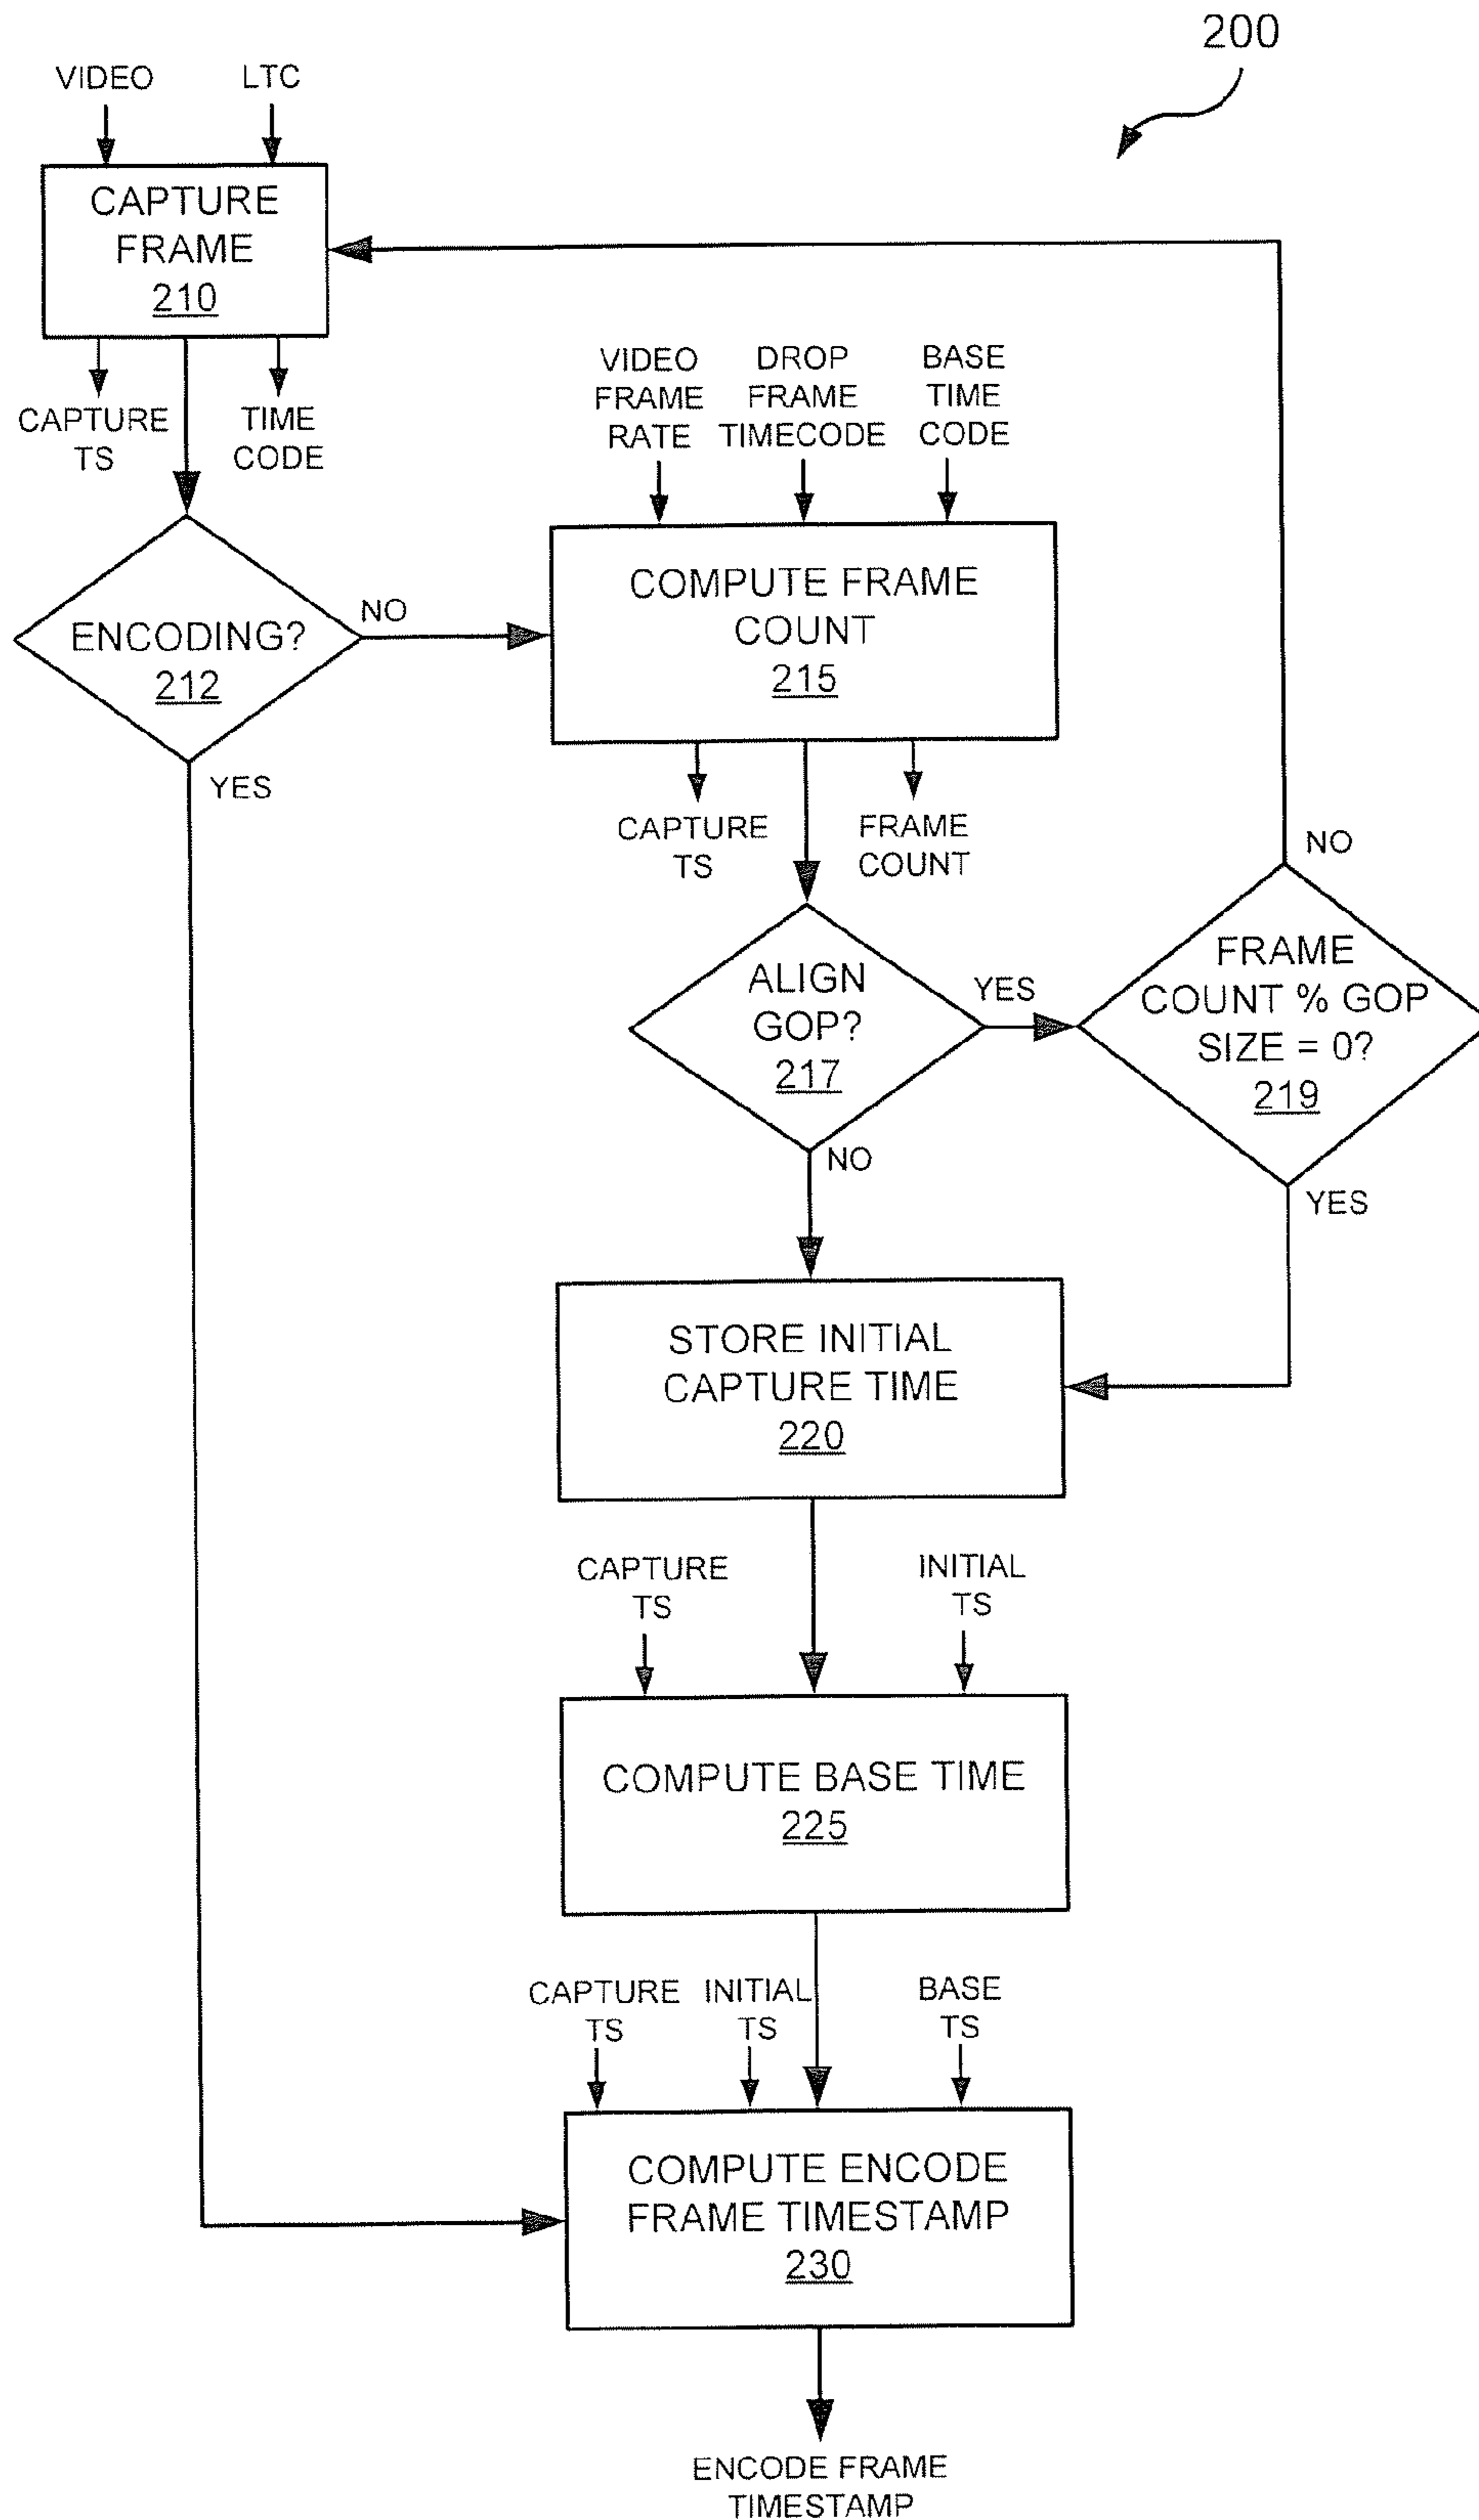 200
VIDEO
LTC
CAPTURE
FRAME
210
CAPTURE
TS
TIME
CODE
VIDEO
FRAME
RATE
DROP
FRAME
TIMECODE
BASE
TIME
CODE
ENCODING?
212
NO
YES
COMPUTE FRAME
COUNT
215
CAPTURE
TS
FRAME
COUNT
ALIGN
GOP?
217
YES
NO
FRAME
COUNT % GOP
SIZE = 0?
219
NO
YES
STORE INITIAL
CAPTURE TIME
220
CAPTURE
TS
INITIAL
TS
COMPUTE BASE TIME
225
CAPTURE
TS
INITIAL
TS
BASE
TS
COMPUTE ENCODE
FRAME TIMESTAMP
230
ENCODE FRAME
TIMESTAMP